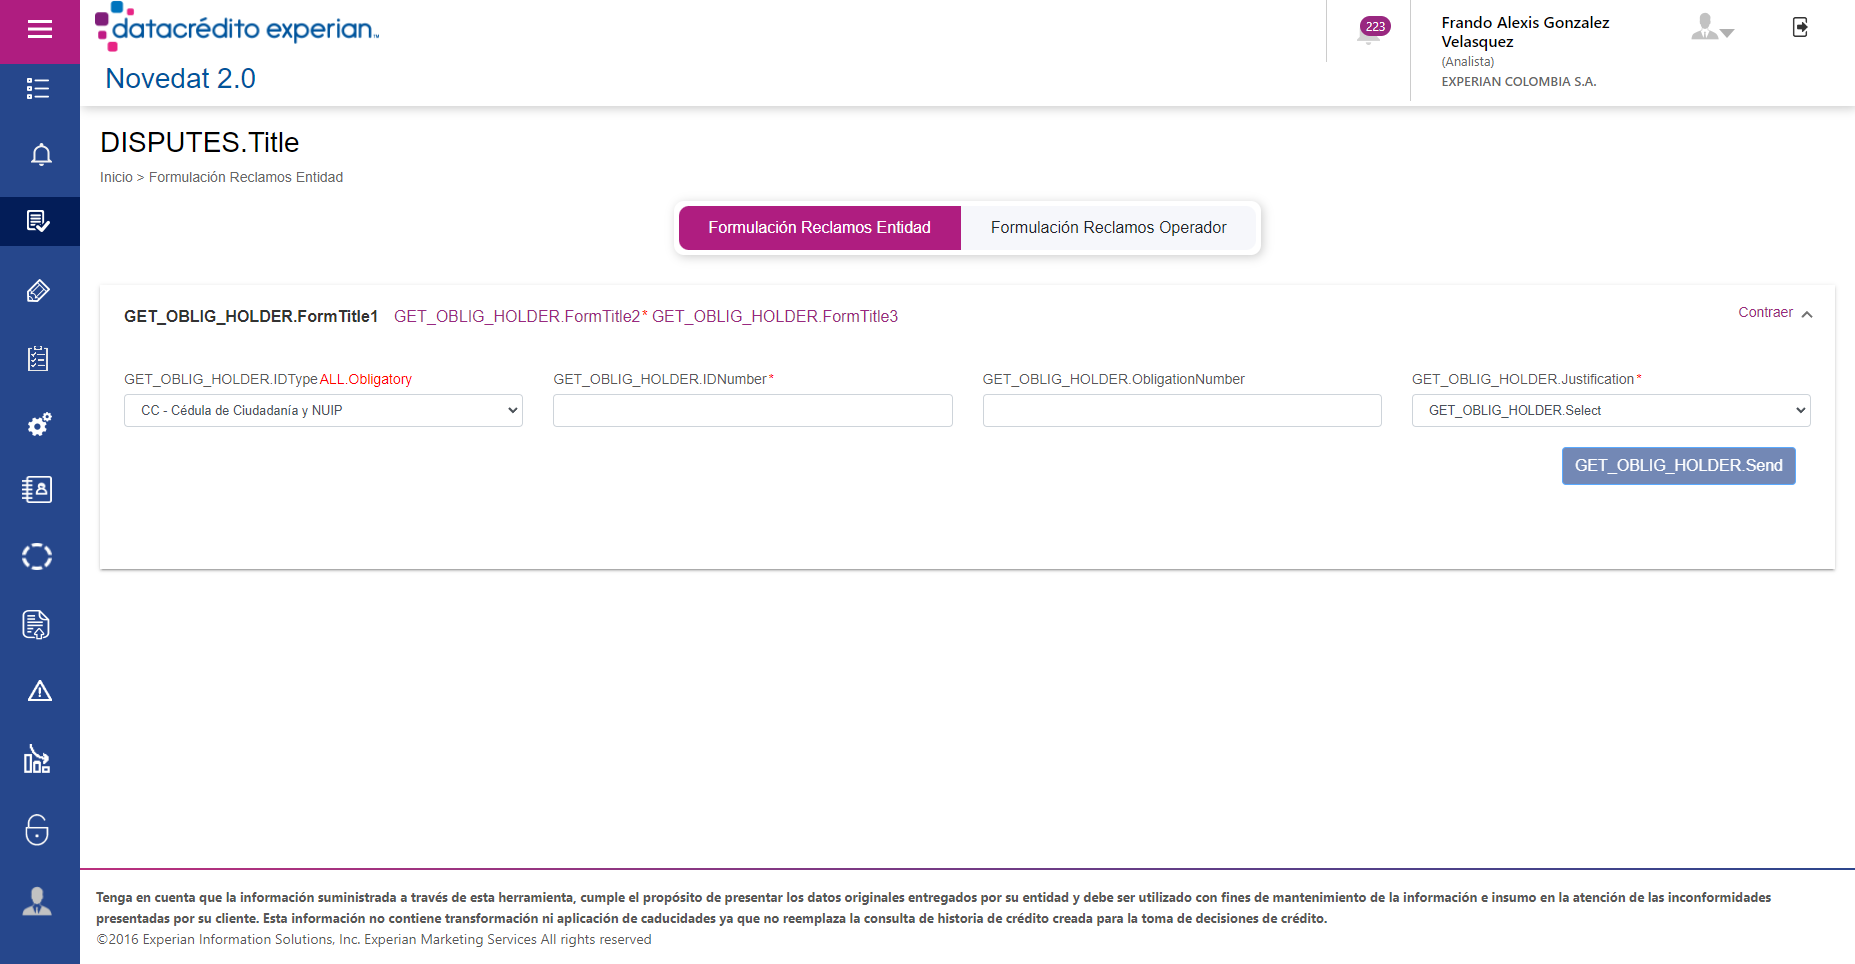 datacrédito experian™
Novedat 2.0
223
Frando Alexis Gonzalez
Velasquez
(Analista)
EXPERIAN COLOMBIA S.A.
DISPUTES.Title
Inicio > Formulación Reclamos Entidad
Formulación Reclamos Entidad
Formulación Reclamos Operador
GET_OBLIG_HOLDER.FormTitle1 GET_OBLIG_HOLDER.FormTitle2* GET_OBLIG_HOLDER.FormTitle3
Contraer
GET_OBLIG_HOLDER.IDTypeALL.Obligatory
GET_OBLIG_HOLDER.IDNumber*
GET_OBLIG_HOLDER.ObligationNumber
GET_OBLIG_HOLDER.Justification*
CC - Cédula de Ciudadanía y NUIP
GET_OBLIG_HOLDER.Select
GET_OBLIG_HOLDER.Send
Tenga en cuenta que la información suministrada a través de esta herramienta, cumple el propósito de presentar los datos originales entregados por su entidad y debe ser utilizado con fines de mantenimiento de la información e insumo en la atención de las inconformidades
presentadas por su cliente. Esta información no contiene transformación ni aplicación de caducidades ya que no reemplaza la consulta de historia de crédito creada para la toma de decisiones de crédito.
©2016 Experian Information Solutions, Inc. Experian Marketing Services All rights reserved